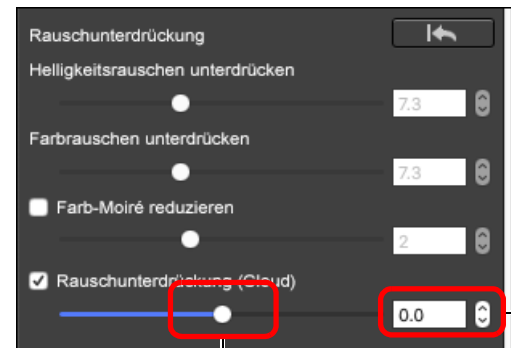 Rauschunterdrückung
Helligkeitsrauschen unterdrücken
7.3
Farbrauschen unterdrücken
7.3
Farb-Moiré reduzieren
2
Rauschunterdrückung (Cloud)
0.0